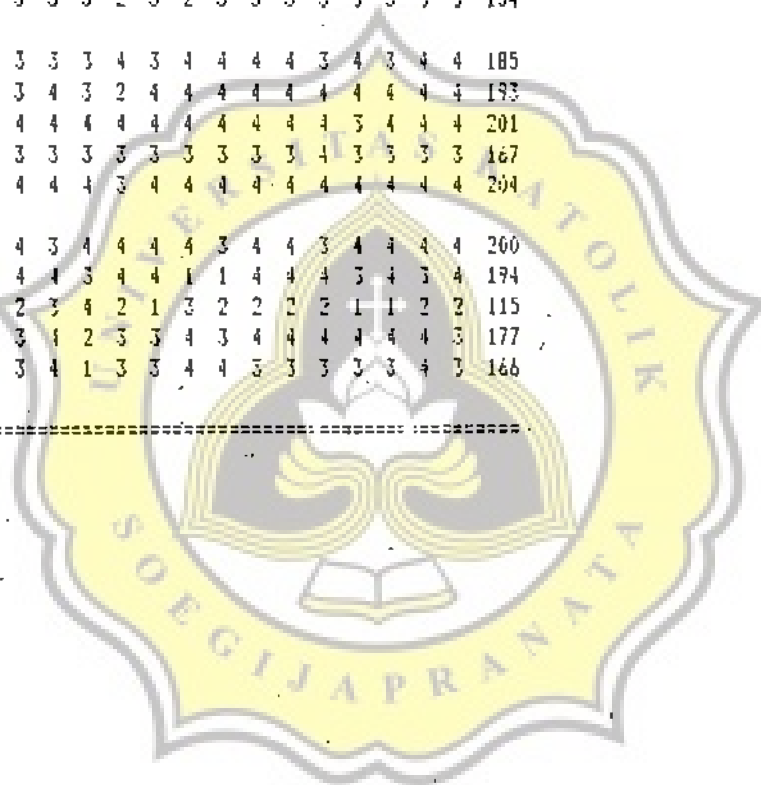 3 3 3 4 3 4 4 4 4 3 4 3 4 4 185
3 4 3 2 4 4 4 4 4 4 4 4 4 4 193
4 4 4 4 4 4 4 4 4 4 3 4 4 4 201
3 3 3 3 3 3 3 3 3 4 3 3 3 3 167
4 4 4 3 4 4 4 4 4 4 4 4 4 4 204
4 3 4 4 4 4 3 4 4 3 4 4 4 4 200
4 4 3 4 4 1 1 4 4 4 3 4 3 4 194
2 3 4 2 1 3 2 2 2 2 1 1 2 2 115
3 2 3 3 4 3 4 4 4 4 4 4 3 177
3 4 1 3 3 4 4 3 3 3 3 3 4 3 166
UNIVERSITAS KATOLIK
SOEGIJAPRANATA